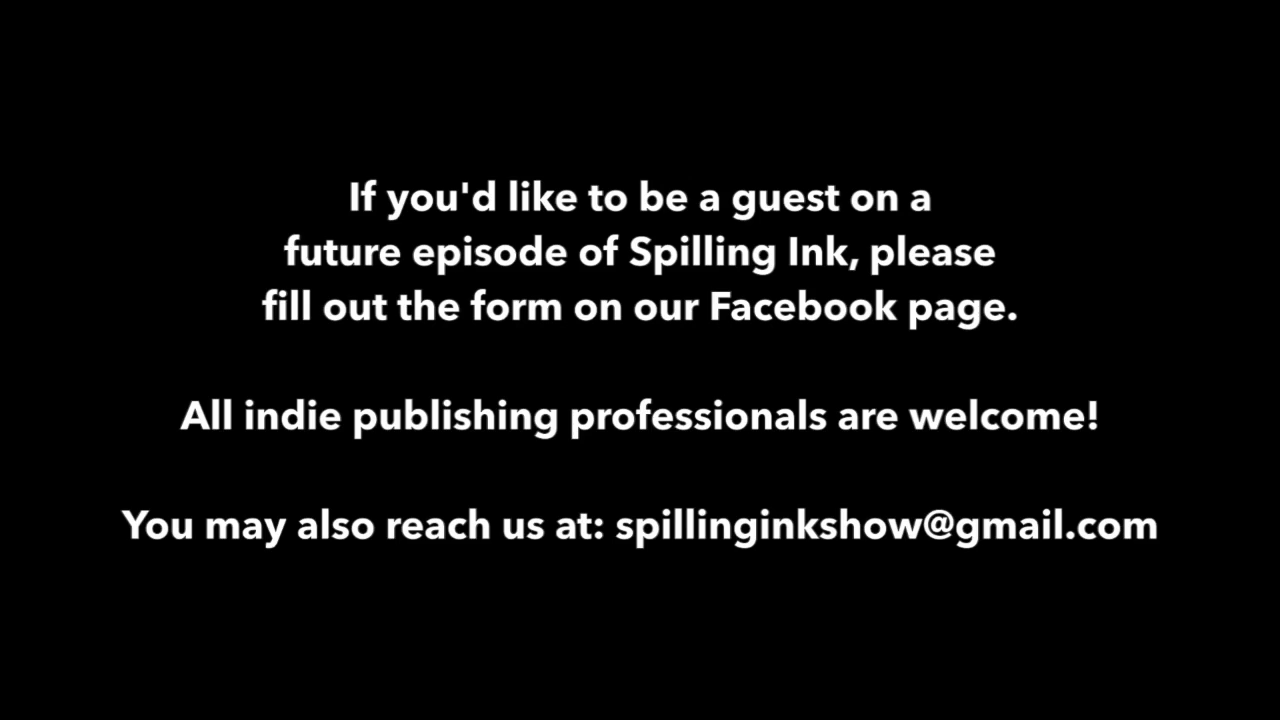 If you'd like to be a guest on a
future episode of Spilling Ink, please
fill out the form on our Facebook page.
All indie publishing professionals are welcome!
You may also reach us at: spillinginkshow@gmail.com